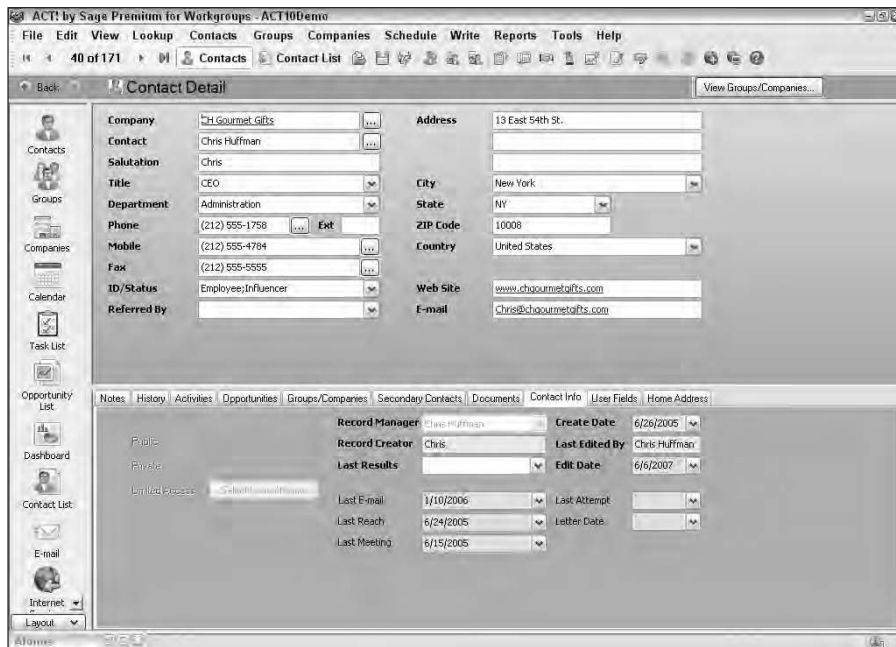 ACT! by Sage Premium for Workgroups - ACT10Demo
File Edit View Lookup Contacts Groups Companies Schedule Write Reports Tools Help
40 of 171 Contacts Contact List
Back Contact Detail View Groups/Companies...
Contacts
Groups
Companies
Calendar
Task List
Opportunity
List
Dashboard
Contact List
E-mail
Internet
Layout
Company CH Gourmet Gifts ... Address 13 East 54th St.
Contact Chris Huffman ...
Salutation Chris
Title CEO City New York
Department Administration State NY
Phone (212) 555-1758 ... Ext ZIP Code 10008
Mobile (212) 555-4784 ... Country United States
Fax (212) 555-5555 ...
ID/Status Employee;Influencer Web Site www.chgourmetgifts.com
Referred By E-mail Chris@chgourmetgifts.com
Notes History Activities Opportunities Groups/Companies Secondary Contacts Documents Contact Info User Fields Home Address
Record Manager Chris Huffman Create Date 6/26/2005
Public Record Creator Chris Last Edited By Chris Huffman
Private Last Results Edit Date 6/6/2007
Limited Access
Last E-mail 1/10/2006 Last Attempt
Last Reach 6/24/2005 Letter Date
Last Meeting 6/15/2005
Alarms